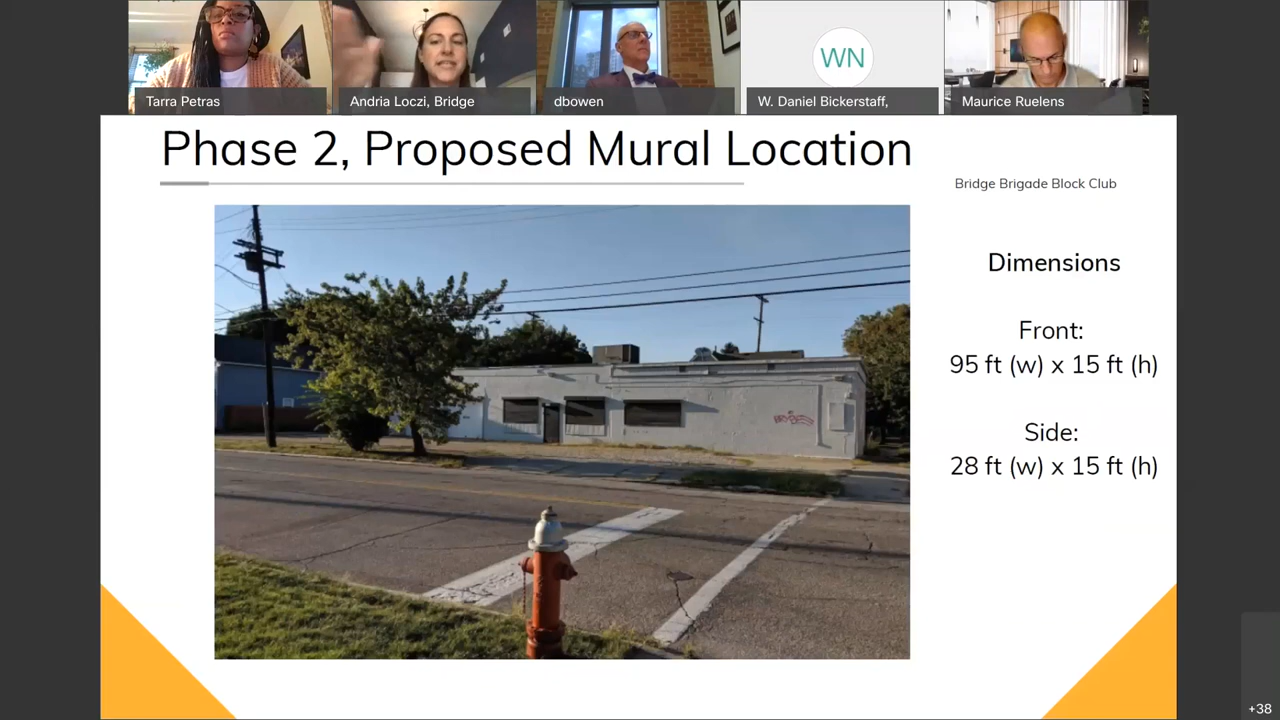 WN
Tarra Petras
Andria Loczi, Bridge
dbowen
W. Daniel Bickerstaff,
Maurice Ruelens
Phase 2, Proposed Mural Location
Bridge Brigade Block Club
Dimensions
Front:
95 ft (w) x 15 ft (h)
Side:
28 ft (w) x 15 ft (h)
+38